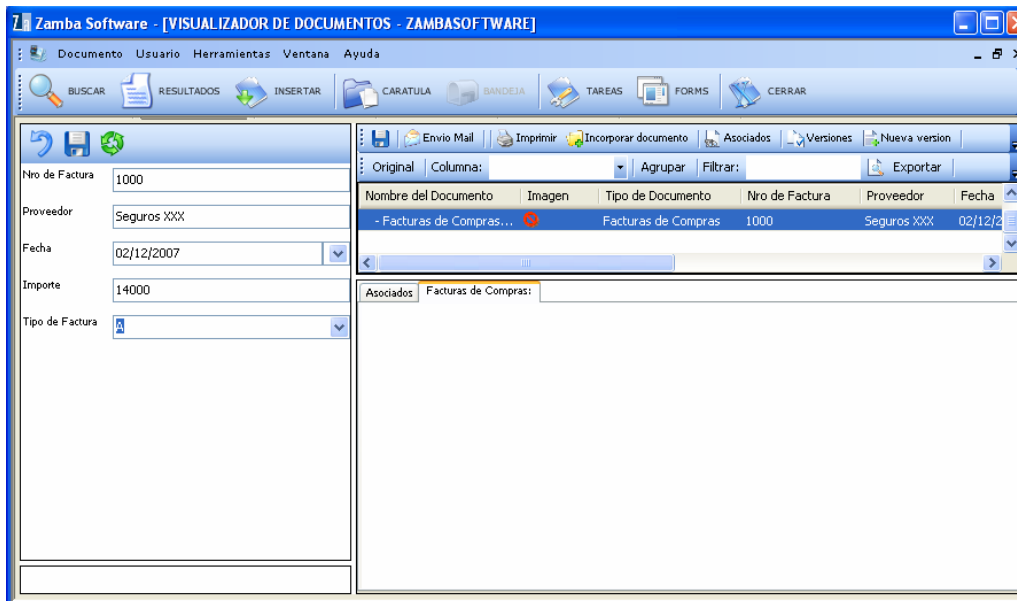 Zamba Software - [VISUALIZADOR DE DOCUMENTOS - ZAMBASOFTWARE]
Documento Usuario Herramientas Ventana Ayuda
BUSCAR RESULTADOS INSERTAR CARATULA BANDEJA TAREAS FORMS CERRAR
Envio Mail Imprimir Incorporar documento Asociados Versiones Nueva version
Original Columna: Agrupar Filtrar: Exportar
Nro de Factura 1000
Proveedor Seguros XXX
Fecha 02/12/2007
Importe 14000
Tipo de Factura A
Nombre del Documento Imagen Tipo de Documento Nro de Factura Proveedor Fecha
- Facturas de Compras... Facturas de Compras 1000 Seguros XXX 02/12/2
Asociados Facturas de Compras: